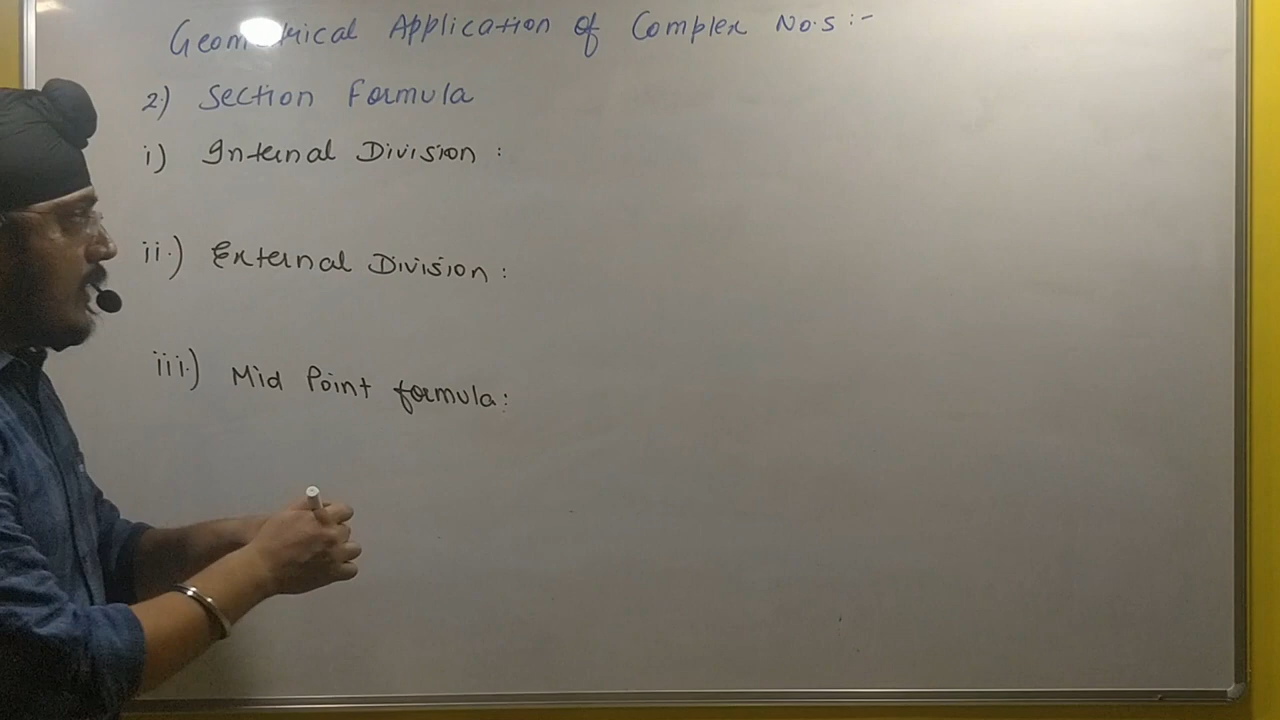 Geometrical Application of Complex No.s :-
2.) Section Formula
i) Internal Division :
ii.) External Division :
iii.) Mid Point formula: